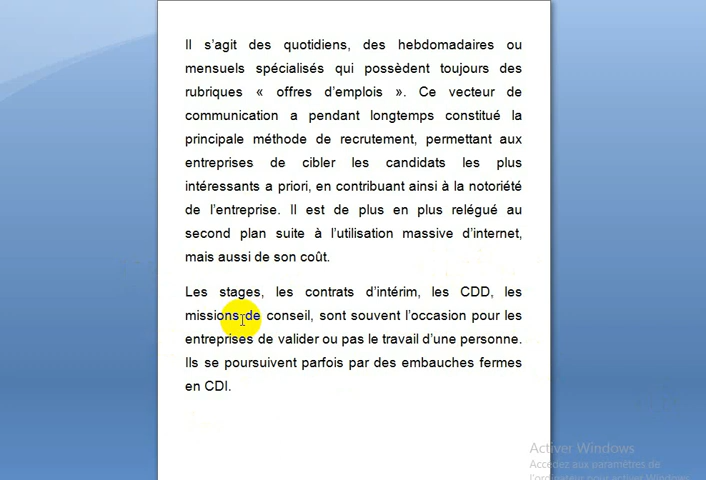 Il s’agit des quotidiens, des hebdomadaires ou
mensuels spécialisés qui possèdent toujours des
rubriques « offres d’emplois ». Ce vecteur de
communication a pendant longtemps constitué la
principale méthode de recrutement, permettant aux
entreprises de cibler les candidats les plus
intéressants a priori, en contribuant ainsi à la notoriété
de l’entreprise. Il est de plus en plus relégué au
second plan suite à l’utilisation massive d’internet,
mais aussi de son coût.
Les stages, les contrats d’intérim, les CDD, les
missions de conseil, sont souvent l’occasion pour les
entreprises de valider ou pas le travail d’une personne.
Ils se poursuivent parfois par des embauches fermes
en CDI.
Activer Windows
Accédez aux paramètres de
l’ordinateur pour activer Windows